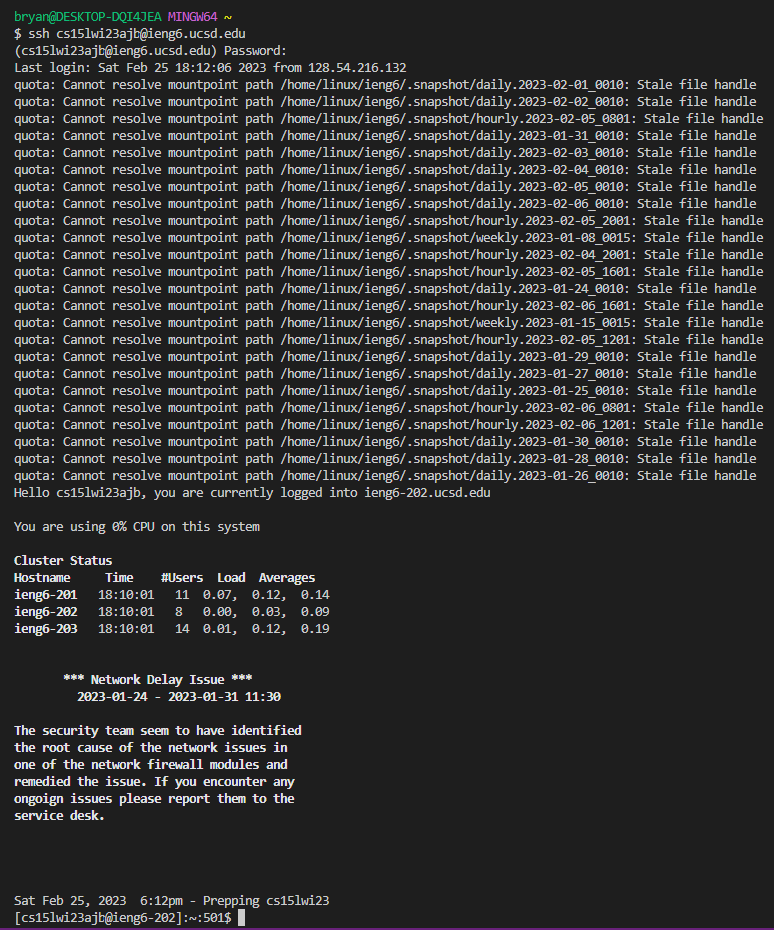 bryan@DESKTOP-DQI4JEA MINGW64 ~
$ ssh cs15lwi23ajb@ieng6.ucsd.edu
(cs15lwi23ajb@ieng6.ucsd.edu) Password:
Last login: Sat Feb 25 18:12:06 2023 from 128.54.216.132
quota: Cannot resolve mountpoint path /home/linux/ieng6/.snapshot/daily.2023-02-01_0010: Stale file handle
quota: Cannot resolve mountpoint path /home/linux/ieng6/.snapshot/daily.2023-02-02_0010: Stale file handle
quota: Cannot resolve mountpoint path /home/linux/ieng6/.snapshot/hourly.2023-02-05_0801: Stale file handle
quota: Cannot resolve mountpoint path /home/linux/ieng6/.snapshot/daily.2023-01-31_0010: Stale file handle
quota: Cannot resolve mountpoint path /home/linux/ieng6/.snapshot/daily.2023-02-03_0010: Stale file handle
quota: Cannot resolve mountpoint path /home/linux/ieng6/.snapshot/daily.2023-02-04_0010: Stale file handle
quota: Cannot resolve mountpoint path /home/linux/ieng6/.snapshot/daily.2023-02-05_0010: Stale file handle
quota: Cannot resolve mountpoint path /home/linux/ieng6/.snapshot/daily.2023-02-06_0010: Stale file handle
quota: Cannot resolve mountpoint path /home/linux/ieng6/.snapshot/hourly.2023-02-05_2001: Stale file handle
quota: Cannot resolve mountpoint path /home/linux/ieng6/.snapshot/weekly.2023-01-08_0015: Stale file handle
quota: Cannot resolve mountpoint path /home/linux/ieng6/.snapshot/hourly.2023-02-04_2001: Stale file handle
quota: Cannot resolve mountpoint path /home/linux/ieng6/.snapshot/hourly.2023-02-05_1601: Stale file handle
quota: Cannot resolve mountpoint path /home/linux/ieng6/.snapshot/daily.2023-01-24_0010: Stale file handle
quota: Cannot resolve mountpoint path /home/linux/ieng6/.snapshot/hourly.2023-02-06_1601: Stale file handle
quota: Cannot resolve mountpoint path /home/linux/ieng6/.snapshot/weekly.2023-01-15_0015: Stale file handle
quota: Cannot resolve mountpoint path /home/linux/ieng6/.snapshot/hourly.2023-02-05_1201: Stale file handle
quota: Cannot resolve mountpoint path /home/linux/ieng6/.snapshot/daily.2023-01-29_0010: Stale file handle
quota: Cannot resolve mountpoint path /home/linux/ieng6/.snapshot/daily.2023-01-27_0010: Stale file handle
quota: Cannot resolve mountpoint path /home/linux/ieng6/.snapshot/daily.2023-01-25_0010: Stale file handle
quota: Cannot resolve mountpoint path /home/linux/ieng6/.snapshot/hourly.2023-02-06_0801: Stale file handle
quota: Cannot resolve mountpoint path /home/linux/ieng6/.snapshot/hourly.2023-02-06_1201: Stale file handle
quota: Cannot resolve mountpoint path /home/linux/ieng6/.snapshot/daily.2023-01-30_0010: Stale file handle
quota: Cannot resolve mountpoint path /home/linux/ieng6/.snapshot/daily.2023-01-28_0010: Stale file handle
quota: Cannot resolve mountpoint path /home/linux/ieng6/.snapshot/daily.2023-01-26_0010: Stale file handle
Hello cs15lwi23ajb, you are currently logged into ieng6-202.ucsd.edu
You are using 0% CPU on this system
Cluster Status
Hostname     Time    #Users  Load  Averages
ieng6-201   18:10:01   11  0.07,  0.12,  0.14
ieng6-202   18:10:01   8   0.00,  0.03,  0.09
ieng6-203   18:10:01   14  0.01,  0.12,  0.19
*** Network Delay Issue ***
2023-01-24 - 2023-01-31 11:30
The security team seem to have identified
the root cause of the network issues in
one of the network firewall modules and
remedied the issue. If you encounter any
ongoign issues please report them to the
service desk.
Sat Feb 25, 2023  6:12pm - Prepping cs15lwi23
[cs15lwi23ajb@ieng6-202]:~:501$